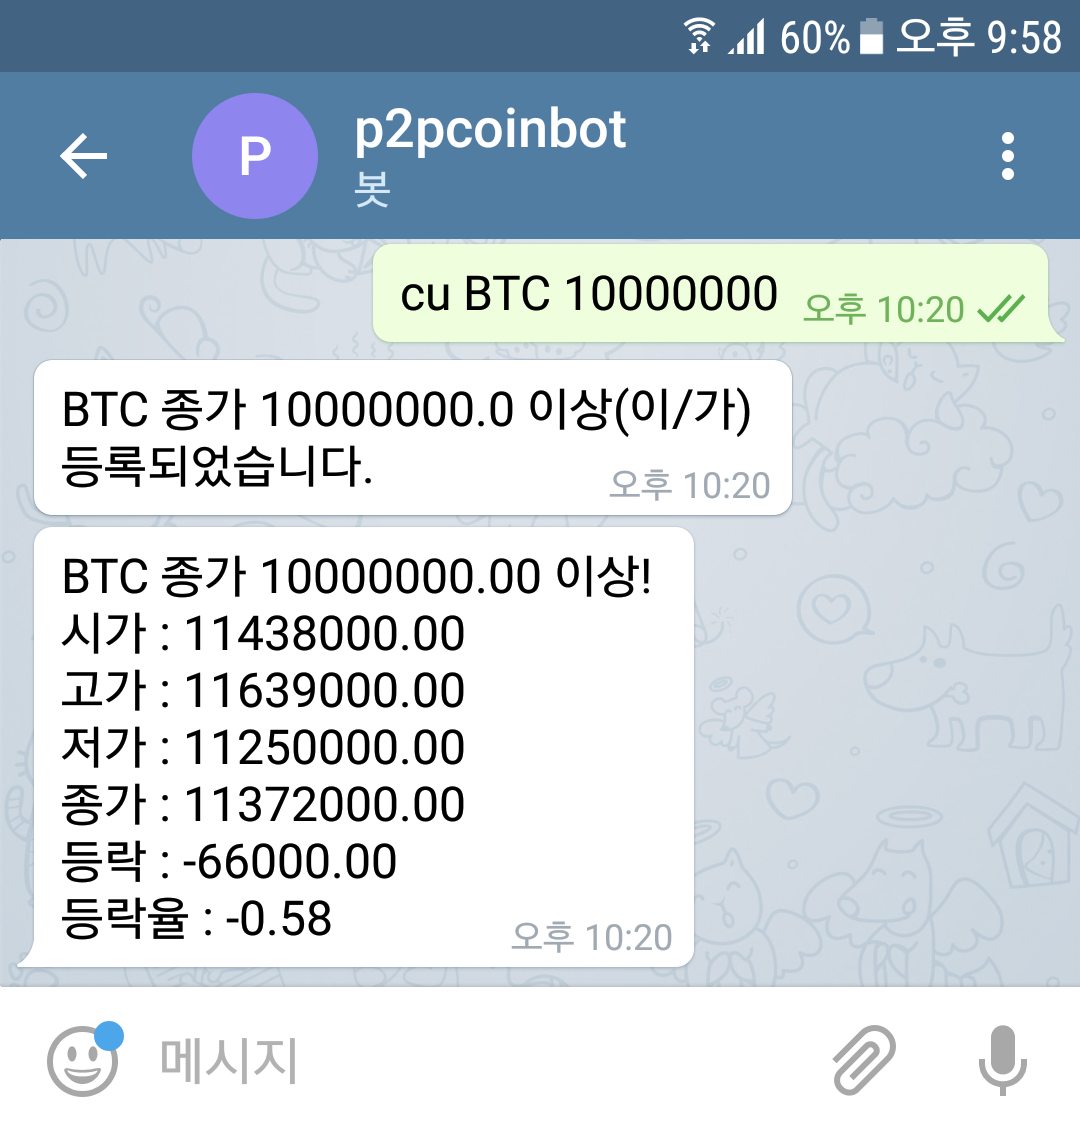 60% 오후 9:58
P
p2pcoinbot
봇
cu BTC 10000000 오후 10:20
BTC 종가 10000000.0 이상(이/가)
등록되었습니다.
오후 10:20
BTC 종가 10000000.00 이상!
시가 : 11438000.00
고가 : 11639000.00
저가 : 11250000.00
종가 : 11372000.00
등락 : -66000.00
등락율 : -0.58
오후 10:20
메시지